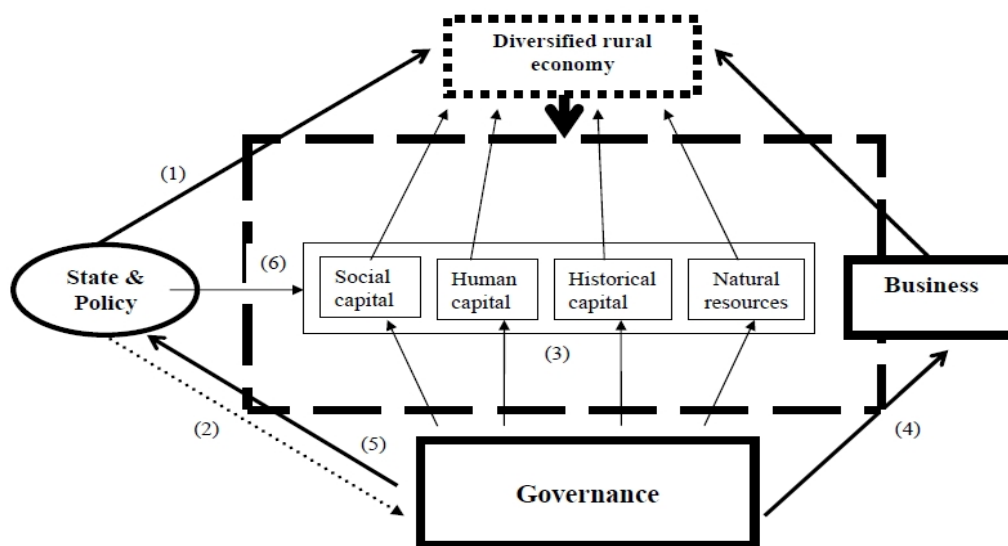 Diversified rural
economy
(1)
State &
Policy
(6)
Social
capital
Human
capital
Historical
capital
Natural
resources
Business
(3)
(2)
(5)
(4)
Governance